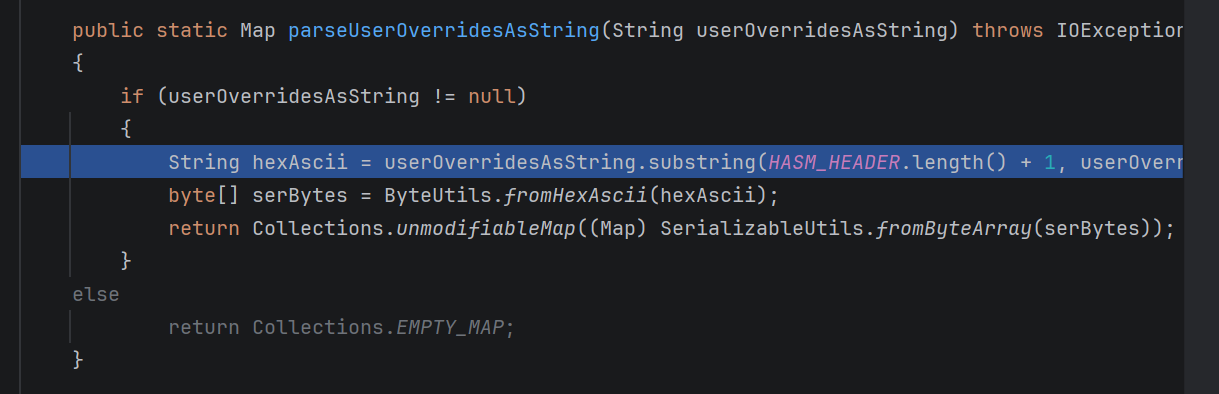 public static Map parseUserOverridesAsString(String userOverridesAsString) throws IOException
{
if (userOverridesAsString != null)
{
String hexAscii = userOverridesAsString.substring(HASM_HEADER.length() + 1, userOverr
byte[] serBytes = ByteUtils.fromHexAscii(hexAscii);
return Collections.unmodifiableMap((Map) SerializableUtils.fromByteArray(serBytes));
}
else
return Collections.EMPTY_MAP;
}